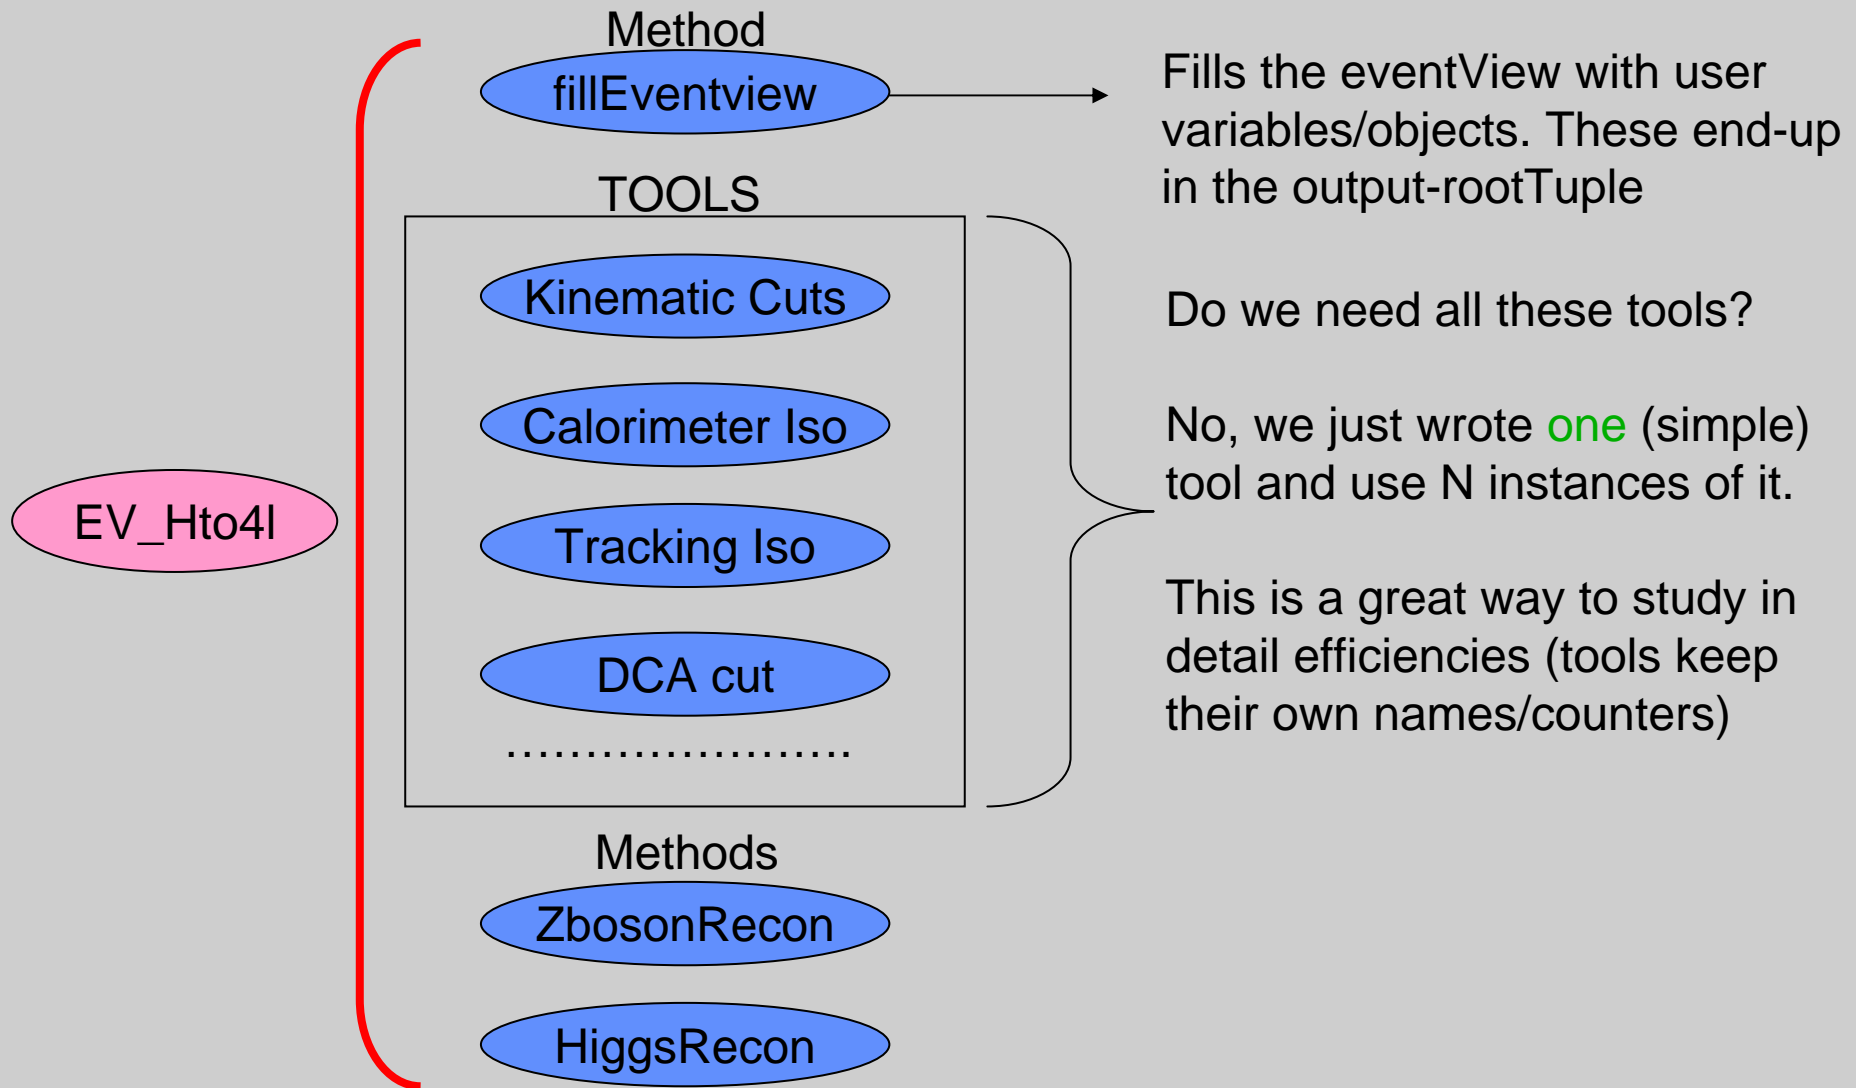 Method
fillEventview
Fills the eventView with user
variables/objects. These end-up
in the output-rootTuple
TOOLS
Kinematic Cuts
Calorimeter Iso
Tracking Iso
DCA cut
......................
Do we need all these tools?
No, we just wrote one (simple)
tool and use N instances of it.
This is a great way to study in
detail efficiencies (tools keep
their own names/counters)
EV_Hto4l
Methods
ZbosonRecon
HiggsRecon